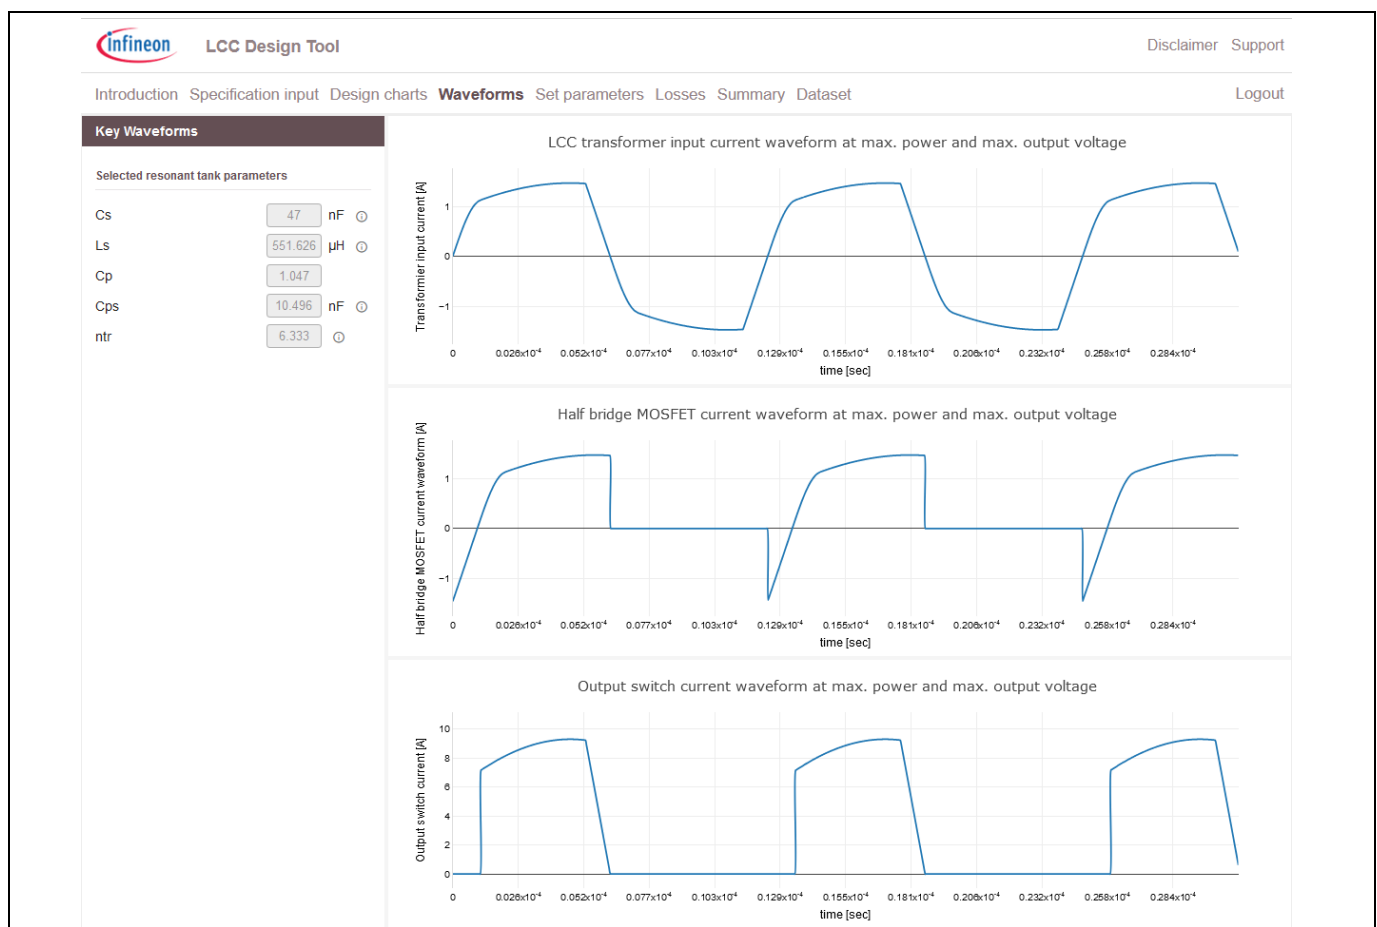 infineon LCC Design Tool Disclaimer Support
Introduction Specification input Design charts Waveforms Set parameters Losses Summary Dataset Logout
Key Waveforms
Selected resonant tank parameters
Cs 47 nF
Ls 551.626 µH
Cp 1.047
Cps 10.496 nF
ntr 6.333
LCC transformer input current waveform at max. power and max. output voltage
Transformier input current [A]
1
0
−1
0 0.026x10⁻⁴ 0.052x10⁻⁴ 0.077x10⁻⁴ 0.103x10⁻⁴ 0.129x10⁻⁴ 0.155x10⁻⁴ 0.181x10⁻⁴ 0.206x10⁻⁴ 0.232x10⁻⁴ 0.258x10⁻⁴ 0.284x10⁻⁴
time [sec]
Half bridge MOSFET current waveform at max. power and max. output voltage
Half bridge MOSFET current waveform [A]
1
0
−1
0 0.026x10⁻⁴ 0.052x10⁻⁴ 0.077x10⁻⁴ 0.103x10⁻⁴ 0.129x10⁻⁴ 0.155x10⁻⁴ 0.181x10⁻⁴ 0.206x10⁻⁴ 0.232x10⁻⁴ 0.258x10⁻⁴ 0.284x10⁻⁴
time [sec]
Output switch current waveform at max. power and max. output voltage
Output switch current [A]
10
8
6
4
2
0
0 0.026x10⁻⁴ 0.052x10⁻⁴ 0.077x10⁻⁴ 0.103x10⁻⁴ 0.129x10⁻⁴ 0.155x10⁻⁴ 0.181x10⁻⁴ 0.206x10⁻⁴ 0.232x10⁻⁴ 0.258x10⁻⁴ 0.284x10⁻⁴
time [sec]